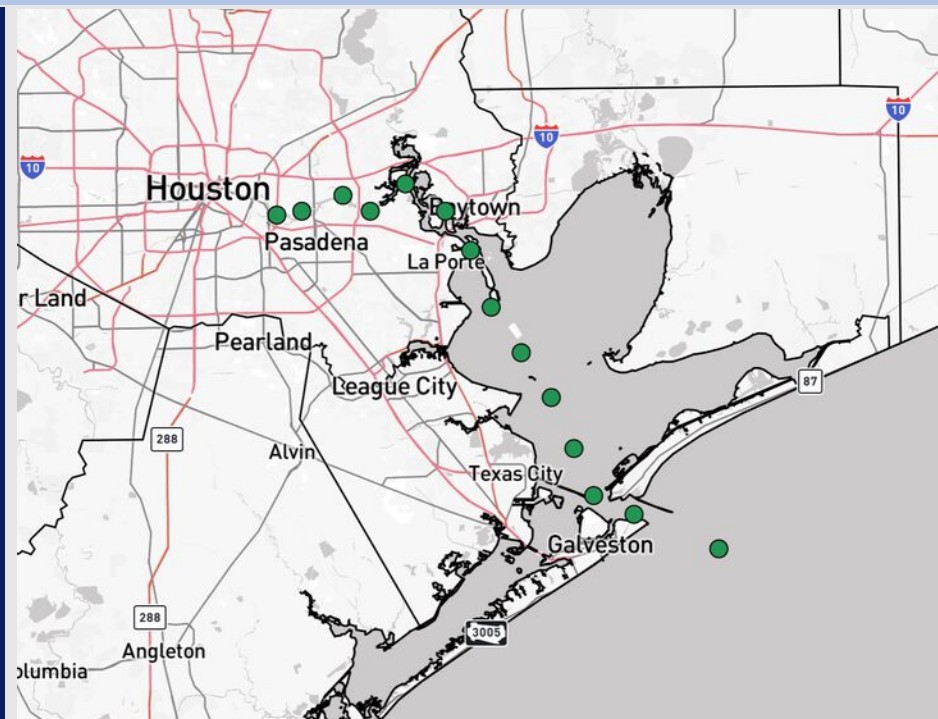 10
10
10
Houston
Baytown
Pasadena
La Porte
r Land
Pearland
League City
87
288
Alvin
Texas City
Galveston
288
3005
Angleton
olumbia